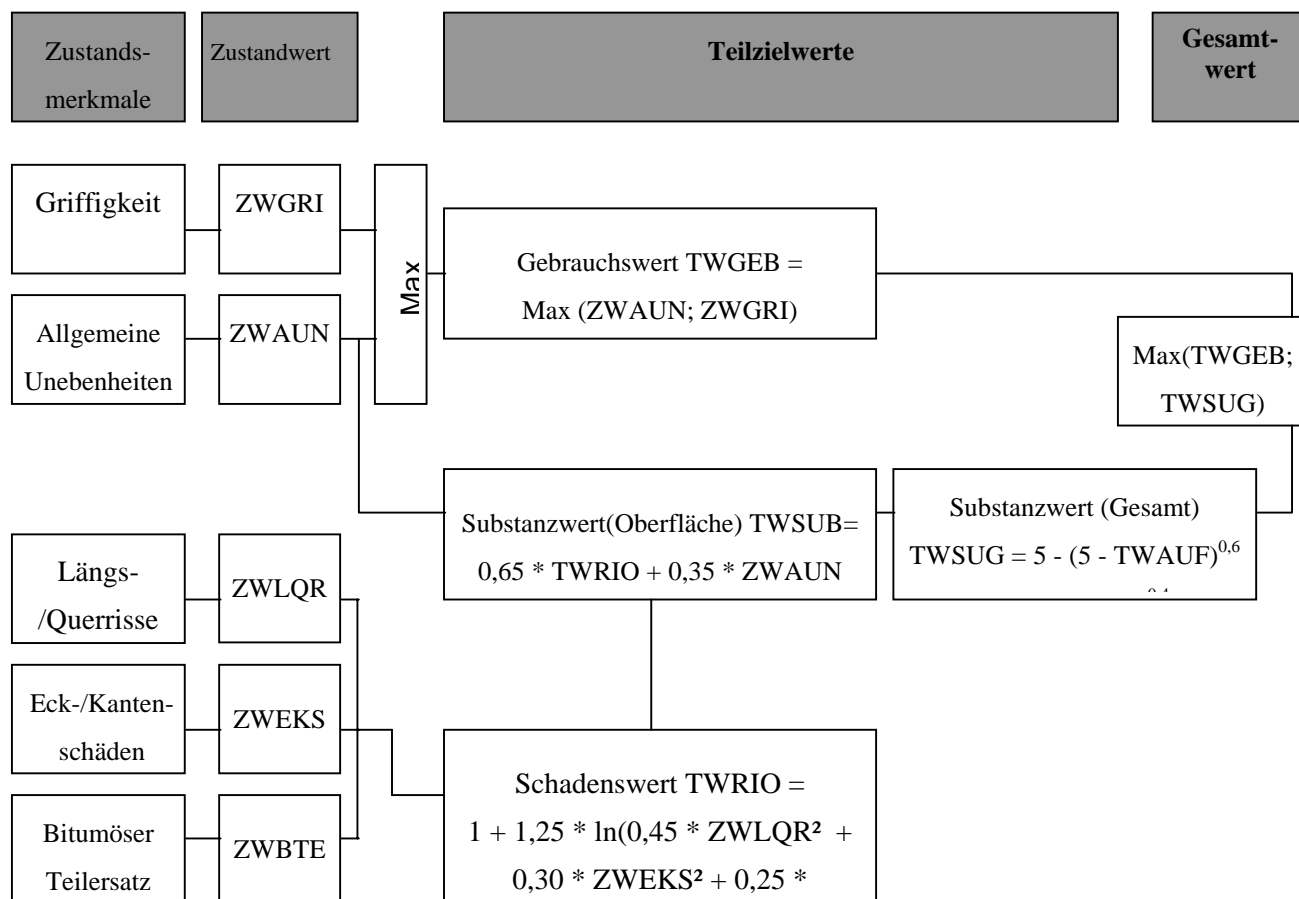 Zustands-
merkmale
Zustandwert
Teilzielwerte
Gesamt-
wert
Griffigkeit
ZWGRI
Max
Gebrauchswert TWGEB =
Max (ZWAUN; ZWGRI)
Allgemeine
Unebenheiten
ZWAUN
Max(TWGEB;
TWSUG)
Substanzwert(Oberfläche) TWSUB=
0,65 * TWRIO + 0,35 * ZWAUN
Substanzwert (Gesamt)
TWSUG = 5 - (5 - TWAUF)⁰,⁶
Längs-
/Querrisse
ZWLQR
Eck-/Kanten-
schäden
ZWEKS
Bitumöser
Teilersatz
ZWBTE
Schadenswert TWRIO =
1 + 1,25 * ln(0,45 * ZWLQR² +
0,30 * ZWEKS² + 0,25 *